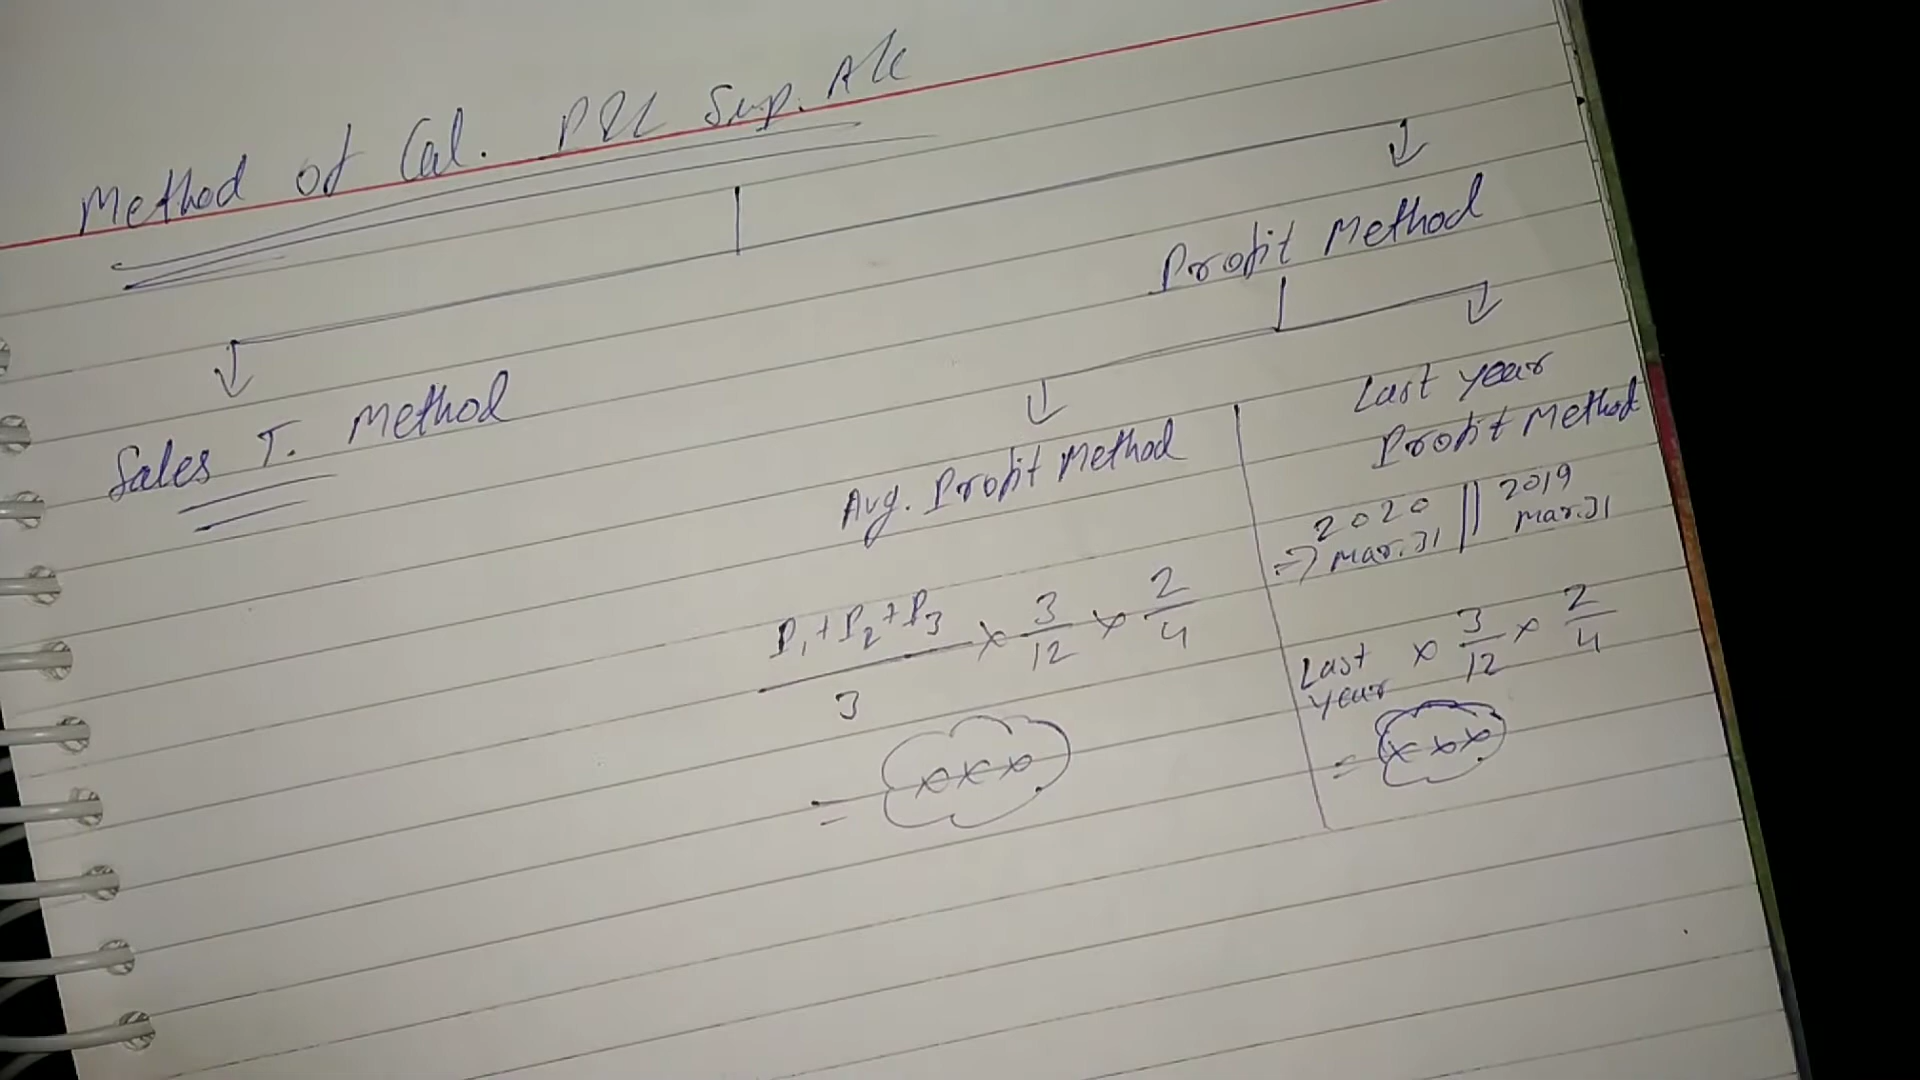 Method of Cal. P&L Sup. A/c
Sales T. Method
Profit Method
Avg. Profit Method
P₁+P₂+P₃/3 × 3/12 × 2/4
= xxx
Last year
Profit Method
2020 || 2019
⇒ Mar.31 Mar.31
Last year × 3/12 × 2/4
= xxx